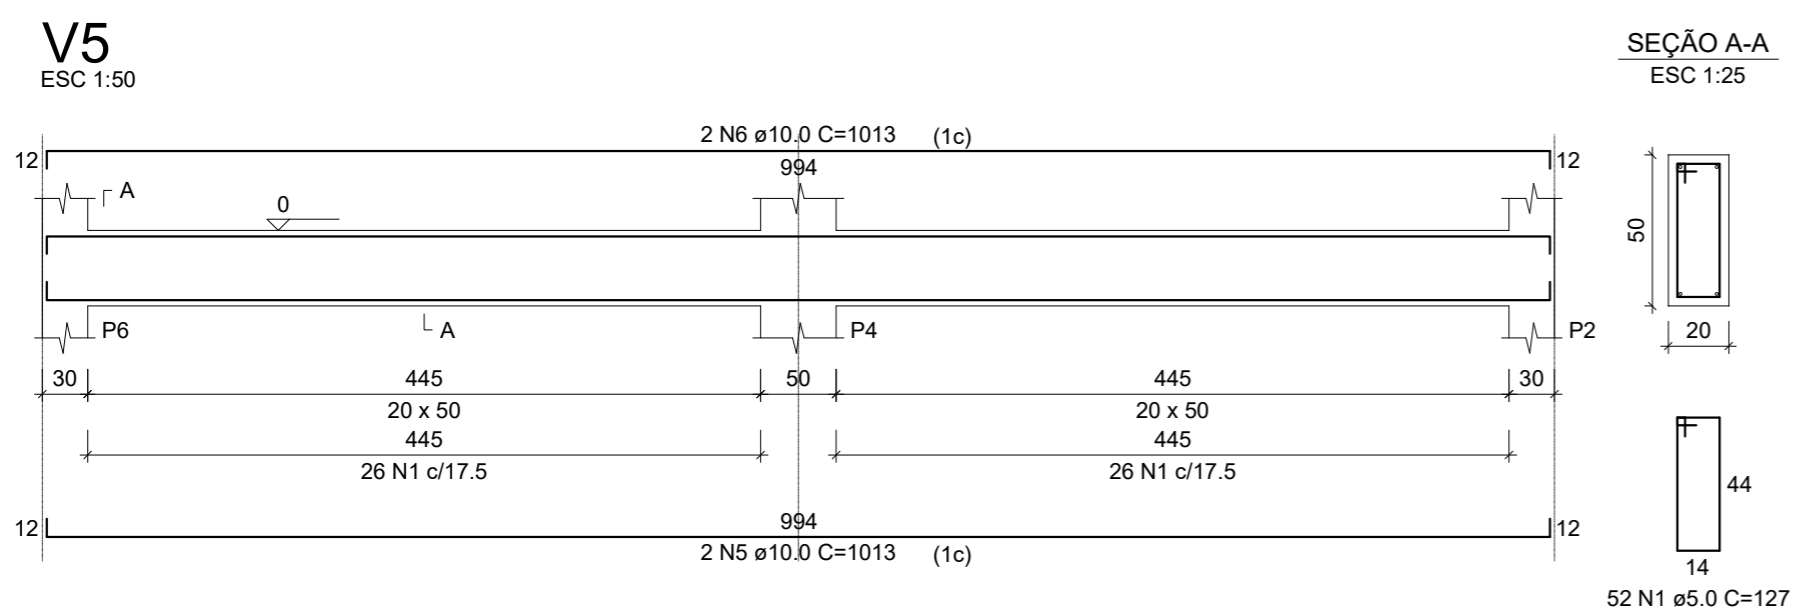 V5
ESC 1:50
SEÇÃO A-A
ESC 1:25
2 N6 ø10.0 C=1013 (1c)
12
994
12
A
0
50
20
P6
A
P4
P2
30
445
50
445
30
20 x 50
20 x 50
445
445
26 N1 c/17.5
26 N1 c/17.5
44
14
52 N1 ø5.0 C=127
12
994
12
2 N5 ø10.0 C=1013 (1c)